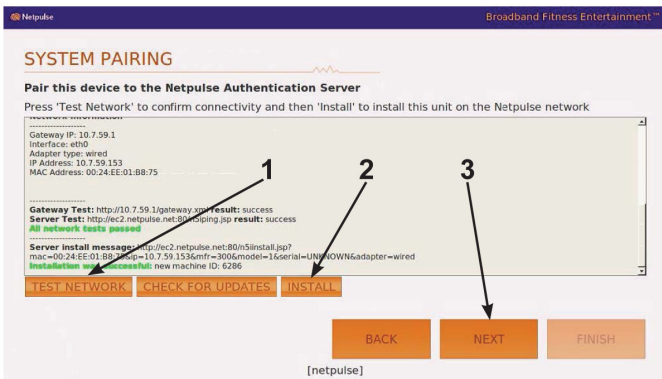 Netpulse
Broadband Fitness Entertainment™
SYSTEM PAIRING
Pair this device to the Netpulse Authentication Server
Press 'Test Network' to confirm connectivity and then 'Install' to install this unit on the Netpulse network
Network Information
-------------------
Gateway IP: 10.7.59.1
Interface: eth0
Adapter type: wired
IP Address: 10.7.59.153
MAC Address: 00:24:EE:01:B8:75
1
2
3
-------------------
Gateway Test: http://10.7.59.1/gateway.xml result: success
Server Test: http://ec2.netpulse.net:80/n5iping.jsp result: success
All network tests passed
-------------------
Server install message: http://ec2.netpulse.net:80/n5iinstall.jsp?
mac=00:24:EE:01:B8:75&ip=10.7.59.153&mfr=300&model=1&serial=UNKNOWN&adapter=wired
Installation was successful: new machine ID: 6286
TEST NETWORK
CHECK FOR UPDATES
INSTALL
BACK
NEXT
FINISH
[netpulse]